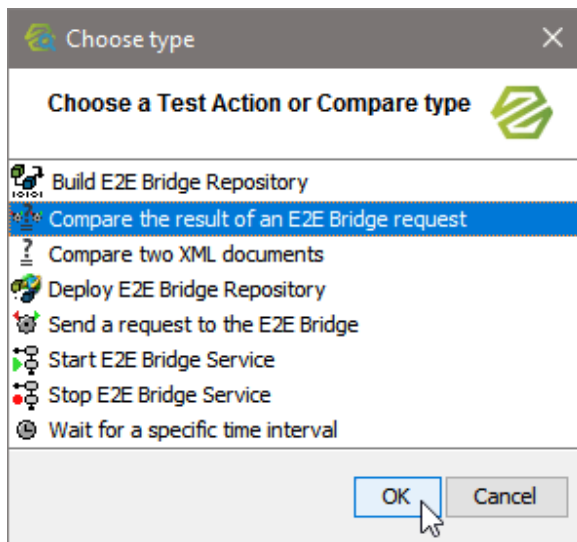 Choose type
Choose a Test Action or Compare type
Build E2E Bridge Repository
Compare the result of an E2E Bridge request
Compare two XML documents
Deploy E2E Bridge Repository
Send a request to the E2E Bridge
Start E2E Bridge Service
Stop E2E Bridge Service
Wait for a specific time interval
OK Cancel